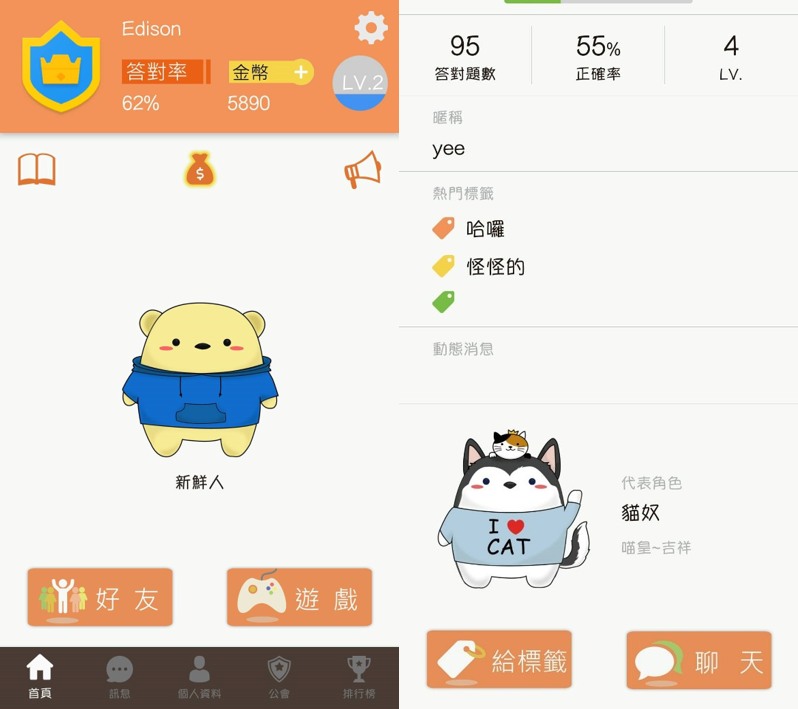 Edison
答對率
金幣
LV.2
62%
5890
新鮮人
好友
遊戲
首頁
訊息
個人資料
公會
排行榜
95
55%
4
答對題數
正確率
LV.
暱稱
yee
熱門標籤
哈囉
怪怪的
動態消息
I ❤ CAT
代表角色
貓奴
喵皇~吉祥
給標籤
聊天